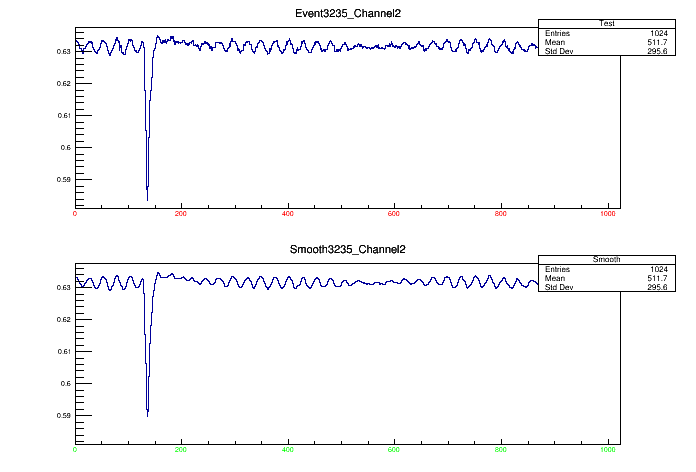 Event3235_Channel2
Test
Entries 1024
Mean 511.7
Std Dev 295.6
0.63
0.62
0.61
0.6
0.59
0 200 400 600 800 1000
Smooth3235_Channel2
Smooth
Entries 1024
Mean 511.7
Std Dev 295.6
0.63
0.62
0.61
0.6
0.59
0 200 400 600 800 1000